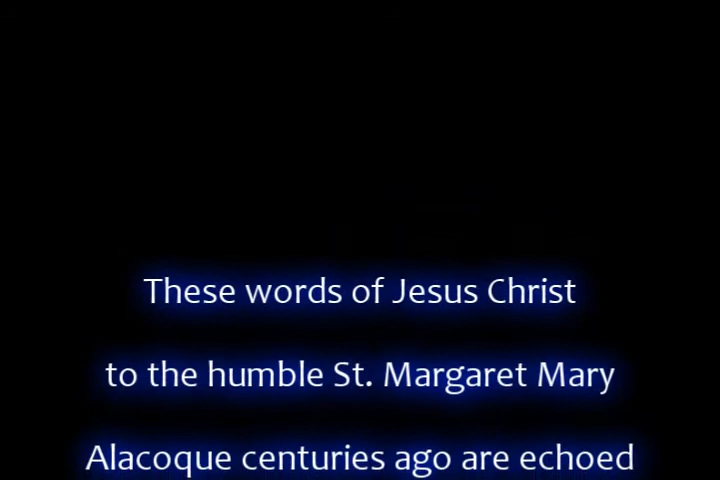 These words of Jesus Christ
to the humble St. Margaret Mary
Alacoque centuries ago are echoed